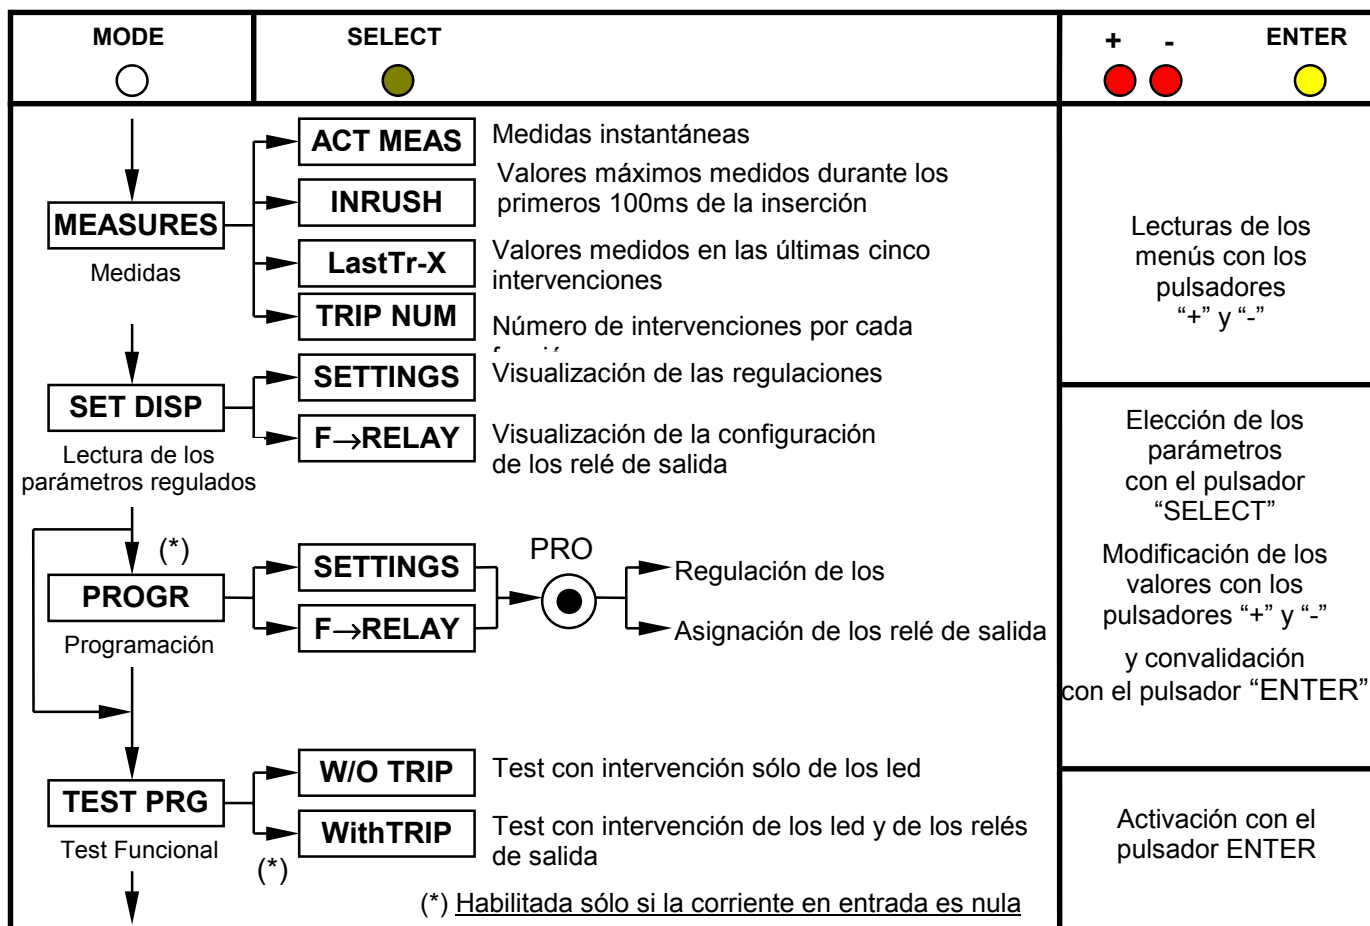 MODE
SELECT
+ - ENTER
ACT MEAS
Medidas instantáneas
INRUSH
Valores máximos medidos durante los
primeros 100ms de la inserción
MEASURES
Medidas
LastTr-X
Valores medidos en las últimas cinco
intervenciones
TRIP NUM
Número de intervenciones por cada
Lecturas de los
menús con los
pulsadores
“+” y “-”
SETTINGS
Visualización de las regulaciones
SET DISP
F→RELAY
Visualización de la configuración
de los relé de salida
Lectura de los
parámetros regulados
Elección de los
parámetros
con el pulsador
“SELECT”
Modificación de los
valores con los
pulsadores “+” y “-”
y convalidación
con el pulsador “ENTER”
(*)
PROGR
Programación
SETTINGS
F→RELAY
PRO
Regulación de los
Asignación de los relé de salida
W/O TRIP
Test con intervención sólo de los led
TEST PRG
Test Funcional
WithTRIP
Test con intervención de los led y de los relés
de salida
(*)
Activación con el
pulsador ENTER
(*) Habilitada sólo si la corriente en entrada es nula